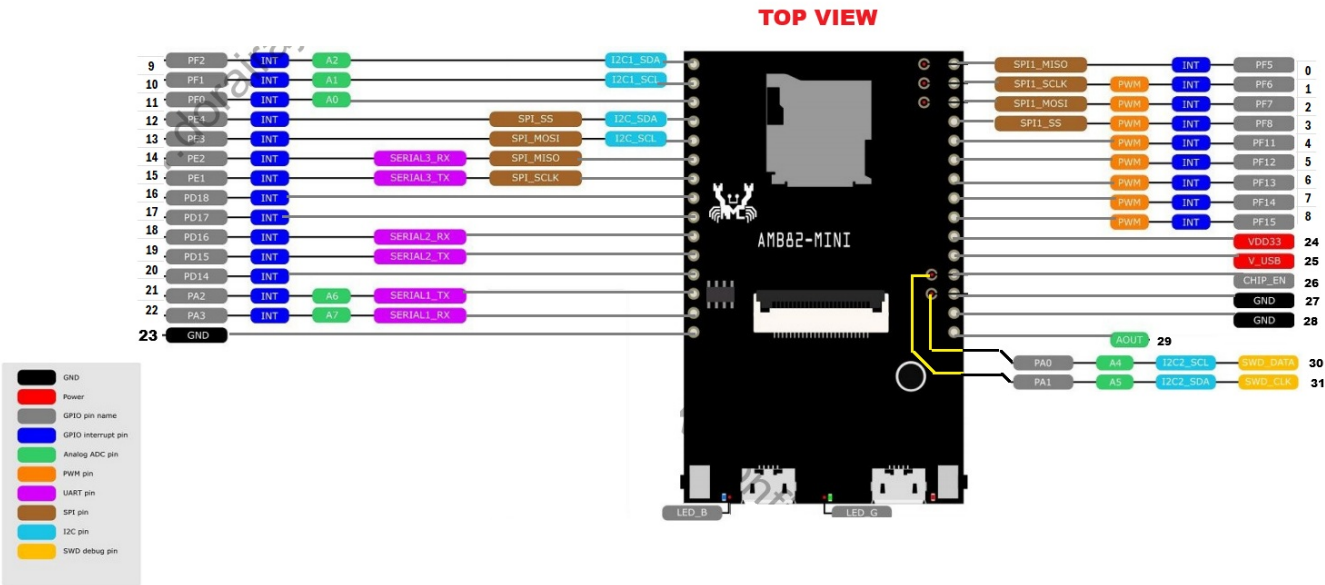 TOP VIEW
9 PF2 INT A2 I2C1_SDA
10 PF1 INT A1 I2C1_SCL
11 PF0 INT A0
12 PE4 INT SPI_SS I2C_SDA
13 PE3 INT SPI_MOSI I2C_SCL
14 PE2 INT SERIAL3_RX SPI_MISO
15 PE1 INT SERIAL3_TX SPI_SCLK
16 PD18 INT
17 PD17 INT
18 PD16 INT SERIAL2_RX
19 PD15 INT SERIAL2_TX
20 PD14 INT
21 PA2 INT A6 SERIAL1_TX
22 PA3 INT A7 SERIAL1_RX
23 GND
AMB82-MINI
SPI1_MISO INT PF5 0
SPI1_SCLK PWM INT PF6 1
SPI1_MOSI PWM INT PF7 2
SPI1_SS PWM INT PF8 3
PWM INT PF11 4
PWM INT PF12 5
PWM INT PF13 6
PWM INT PF14 7
PWM INT PF15 8
VDD33 24
V_USB 25
CHIP_EN 26
GND 27
GND 28
AOUT 29
PA0 A4 I2C2_SCL SWD_DATA 30
PA1 A5 I2C2_SDA SWD_CLK 31
GND
Power
GPIO pin name
GPIO interrupt pin
Analog ADC pin
PWM pin
UART pin
SPI pin
I2C pin
SWD debug pin
LED_B
LED_G